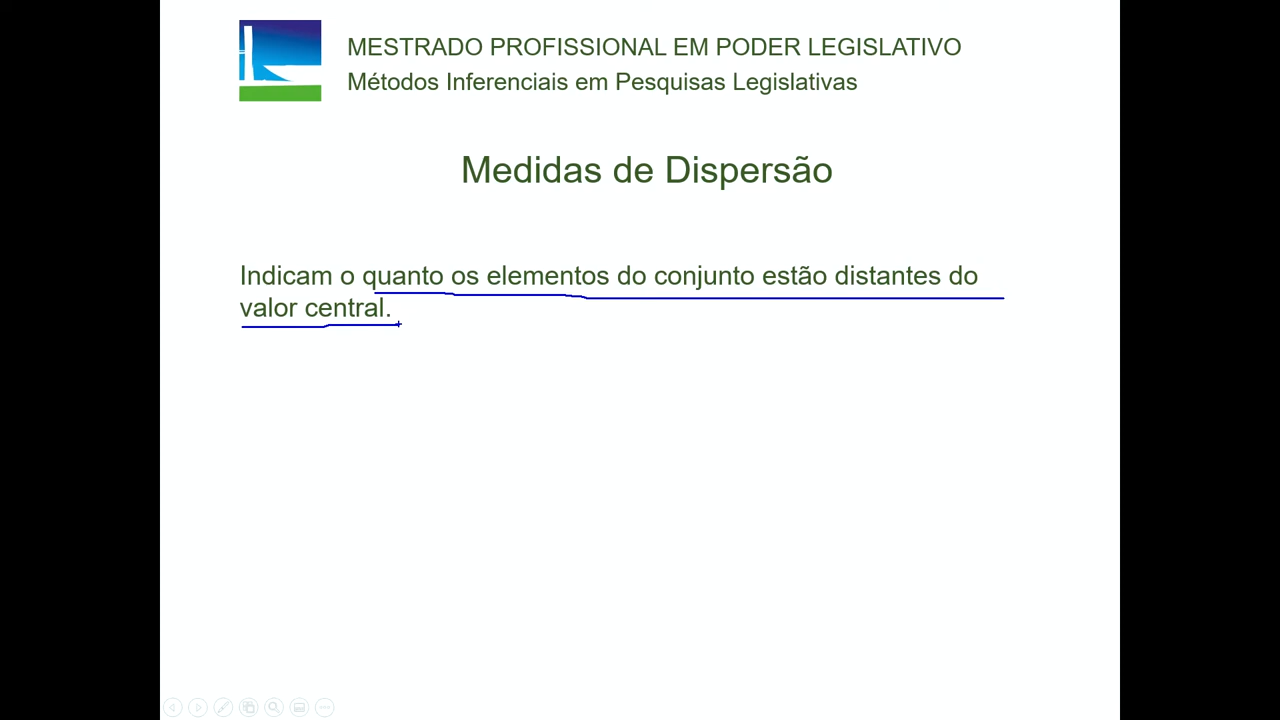 MESTRADO PROFISSIONAL EM PODER LEGISLATIVO
Métodos Inferenciais em Pesquisas Legislativas
Medidas de Dispersão
Indicam o quanto os elementos do conjunto estão distantes do
valor central.